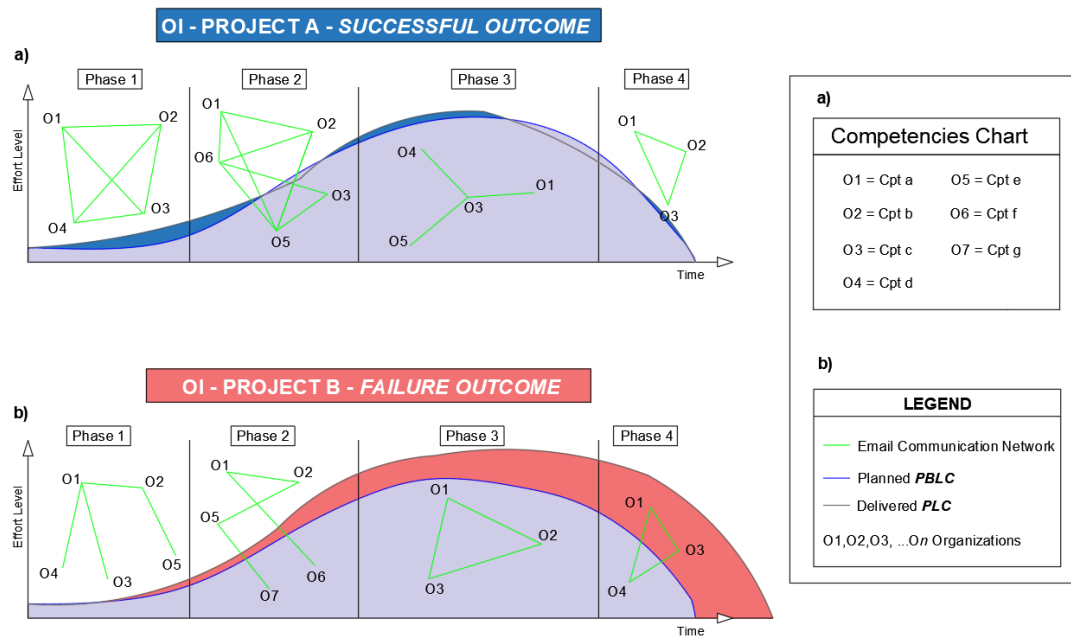 OI - PROJECT A - SUCCESSFUL OUTCOME
a)
Phase 1
Phase 2
Phase 3
Phase 4
Effort Level
O1
O2
O3
O4
O1
O2
O6
O3
O5
O4
O1
O3
O5
O1
O2
O3
Time
OI - PROJECT B - FAILURE OUTCOME
b)
Phase 1
Phase 2
Phase 3
Phase 4
Effort Level
O1
O2
O4
O3
O5
O1
O2
O5
O6
O7
O1
O2
O3
O1
O3
O4
Time
a)
Competencies Chart
O1 = Cpt a
O5 = Cpt e
O2 = Cpt b
O6 = Cpt f
O3 = Cpt c
O7 = Cpt g
O4 = Cpt d
b)
LEGEND
Email Communication Network
Planned PBLC
Delivered PLC
O1,O2,O3, ...On Organizations